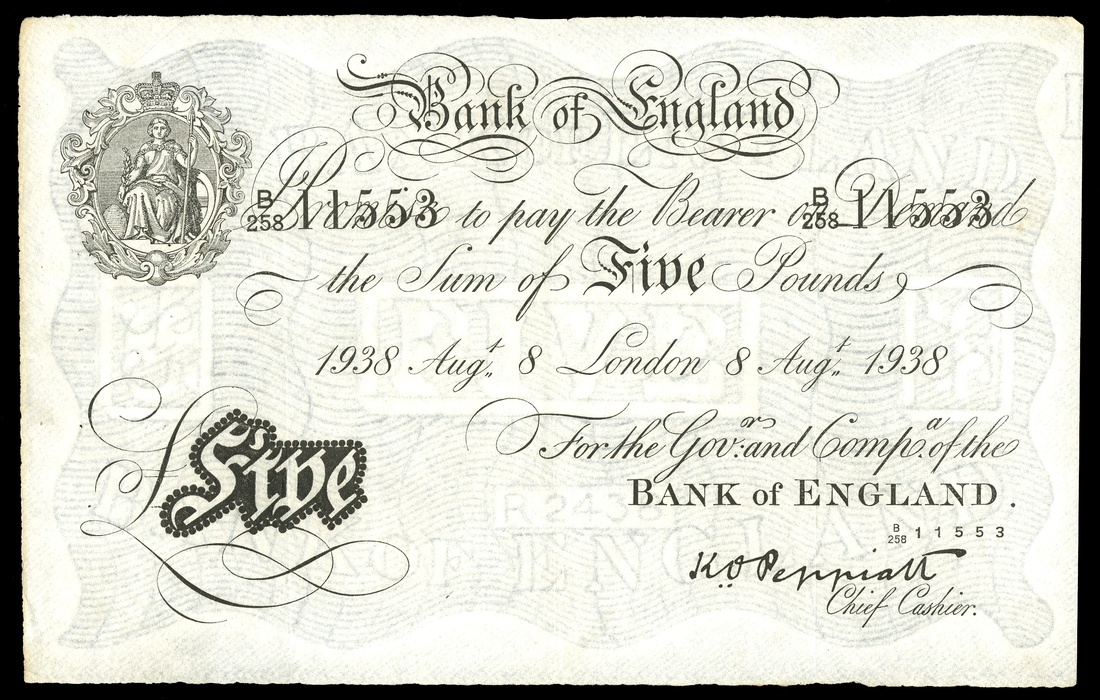 Bank of England
I Promise to pay the Bearer on Demand
B
258 11553
B
258 11553
the Sum of Five Pounds
1938 Augt. 8 London 8 Augt. 1938
For the Govr. and Compa. of the
BANK of ENGLAND.
B
258 11553
£Five
K.O. Peppiatt
Chief Cashier.